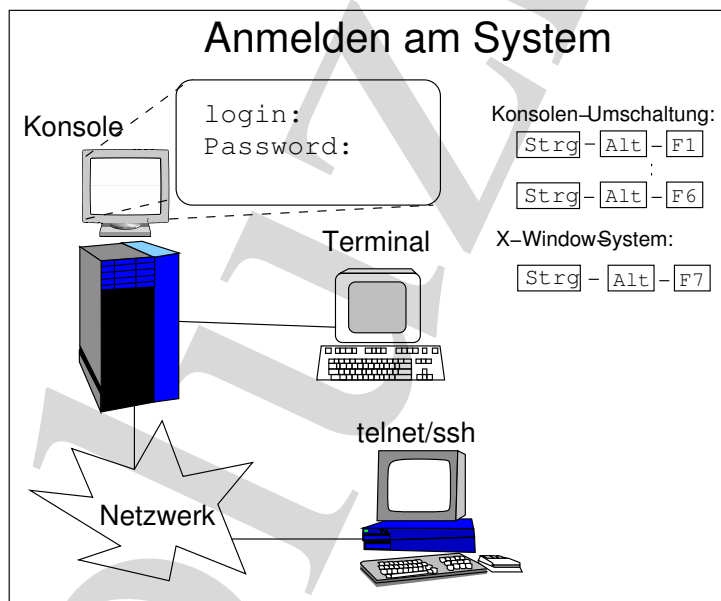 Anmelden am System
Konsole
login:
Password:
Konsolen-Umschaltung:
Strg - Alt - F1
:
Strg - Alt - F6
X-Window-System:
Strg - Alt - F7
Terminal
telnet/ssh
Netzwerk